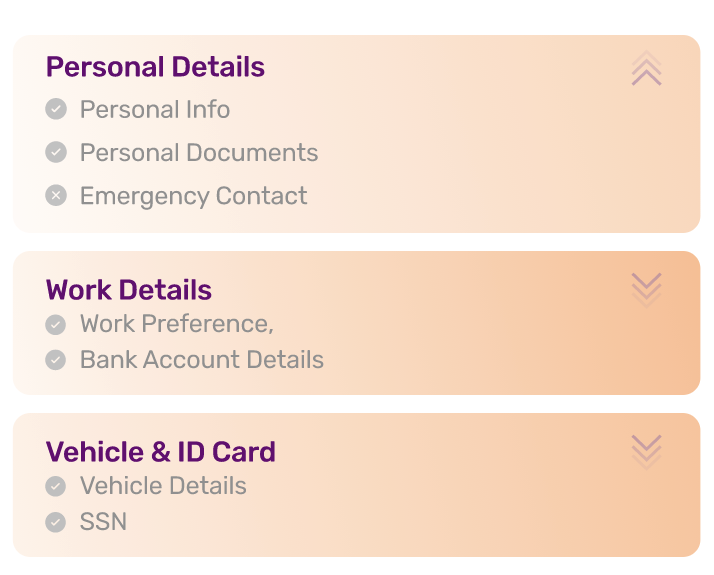 Personal Details
Personal Info
Personal Documents
Emergency Contact
Work Details
Work Preference,
Bank Account Details
Vehicle & ID Card
Vehicle Details
SSN